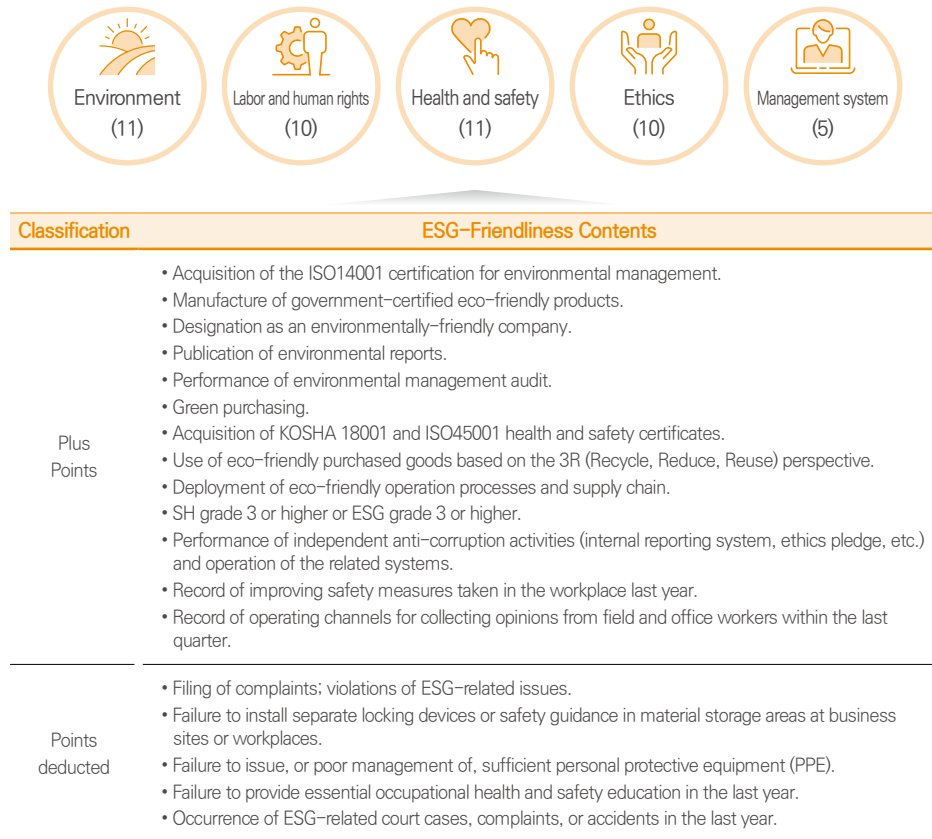 Environment
(11)
Labor and human rights
(10)
Health and safety
(11)
Ethics
(10)
Management system
(5)
Classification
ESG-Friendliness Contents
Plus
Points
• Acquisition of the ISO14001 certification for environmental management.
• Manufacture of government-certified eco-friendly products.
• Designation as an environmentally-friendly company.
• Publication of environmental reports.
• Performance of environmental management audit.
• Green purchasing.
• Acquisition of KOSHA 18001 and ISO45001 health and safety certificates.
• Use of eco-friendly purchased goods based on the 3R (Recycle, Reduce, Reuse) perspective.
• Deployment of eco-friendly operation processes and supply chain.
• SH grade 3 or higher or ESG grade 3 or higher.
• Performance of independent anti-corruption activities (internal reporting system, ethics pledge, etc.)
and operation of the related systems.
• Record of improving safety measures taken in the workplace last year.
• Record of operating channels for collecting opinions from field and office workers within the last
quarter.
Points
deducted
• Filing of complaints; violations of ESG-related issues.
• Failure to install separate locking devices or safety guidance in material storage areas at business
sites or workplaces.
• Failure to issue, or poor management of, sufficient personal protective equipment (PPE).
• Failure to provide essential occupational health and safety education in the last year.
• Occurrence of ESG-related court cases, complaints, or accidents in the last year.